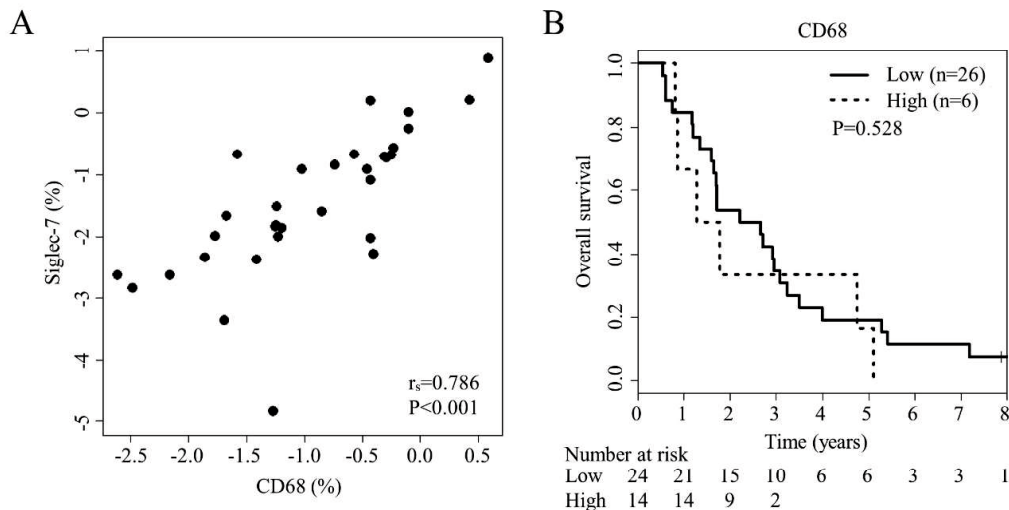 A
Siglec-7 (%)
1
0
-1
-2
-3
-4
-5
rs=0.786
P<0.001
-2.5 -2.0 -1.5 -1.0 -0.5 0.0 0.5
CD68 (%)
B
CD68
Overall survival
1.0
0.8
0.6
0.4
0.2
0.0
Low (n=26)
High (n=6)
P=0.528
0 1 2 3 4 5 6 7 8
Time (years)
Number at risk
Low 24 21 15 10 6 6 3 3 1
High 14 14 9 2